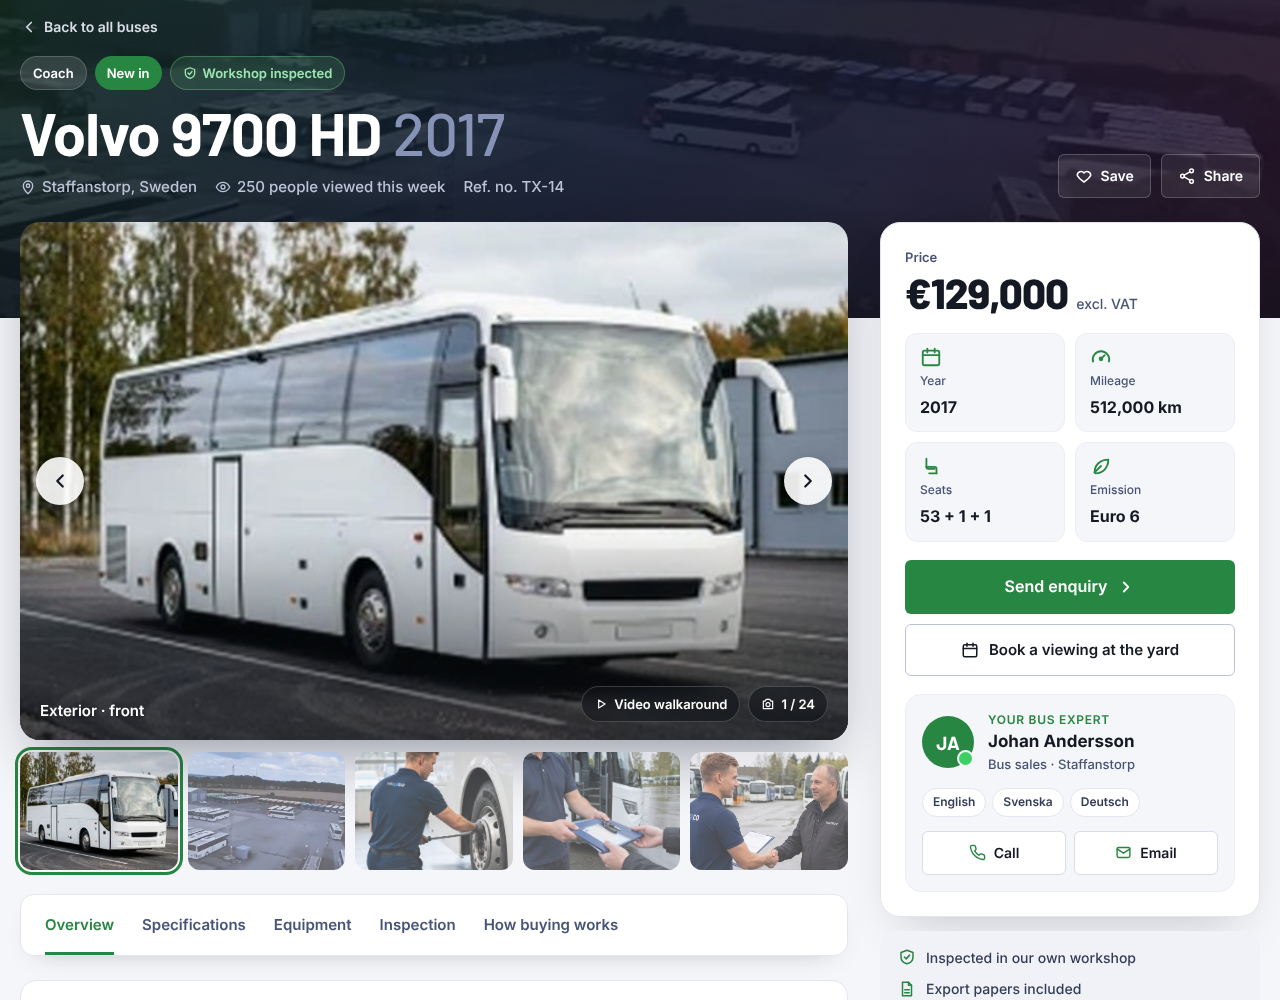 Back to all buses
Coach
New in
Workshop inspected
Volvo 9700 HD 2017
Staffanstorp, Sweden
250 people viewed this week
Ref. no. TX-14
Save
Share
Exterior · front
Video walkaround
1 / 24
Overview
Specifications
Equipment
Inspection
How buying works
Price
€129,000 excl. VAT
Year
2017
Mileage
512,000 km
Seats
53 + 1 + 1
Emission
Euro 6
Send enquiry
Book a viewing at the yard
JA
YOUR BUS EXPERT
Johan Andersson
Bus sales · Staffanstorp
English
Svenska
Deutsch
Call
Email
Inspected in our own workshop
Export papers included